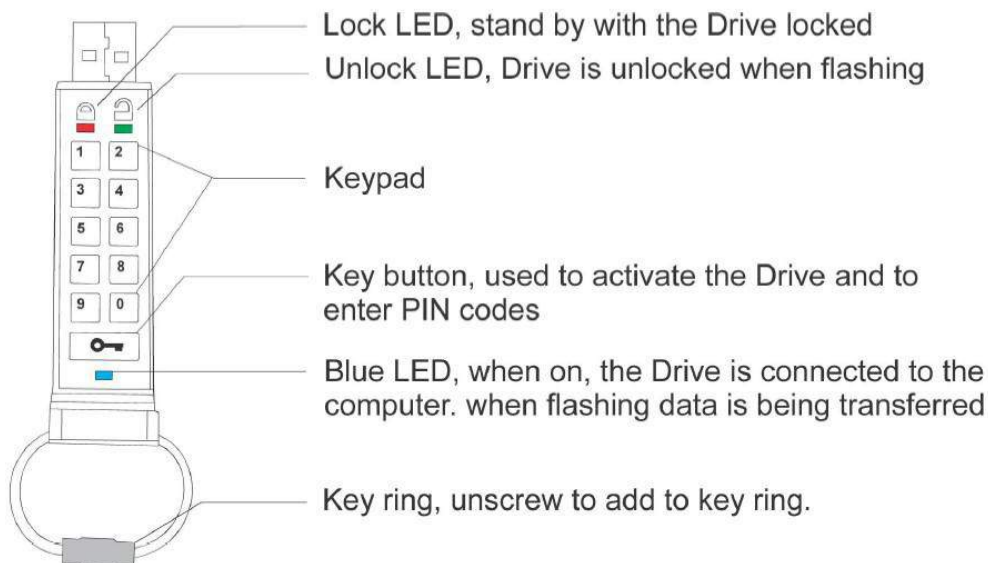 Lock LED, stand by with the Drive locked
Unlock LED, Drive is unlocked when flashing
1 2
3 4
Keypad
5 6
7 8
9 0
Key button, used to activate the Drive and to
enter PIN codes
Blue LED, when on, the Drive is connected to the
computer. when flashing data is being transferred
Key ring, unscrew to add to key ring.